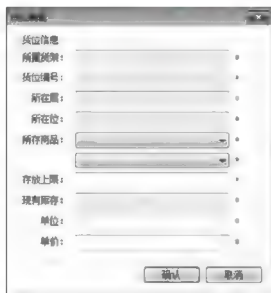 货位信息
所属货架：
货位编号：
所在层：
所在位：
所存商品：
存放上限：
现有库存：
单位：
单价：
确认 取消